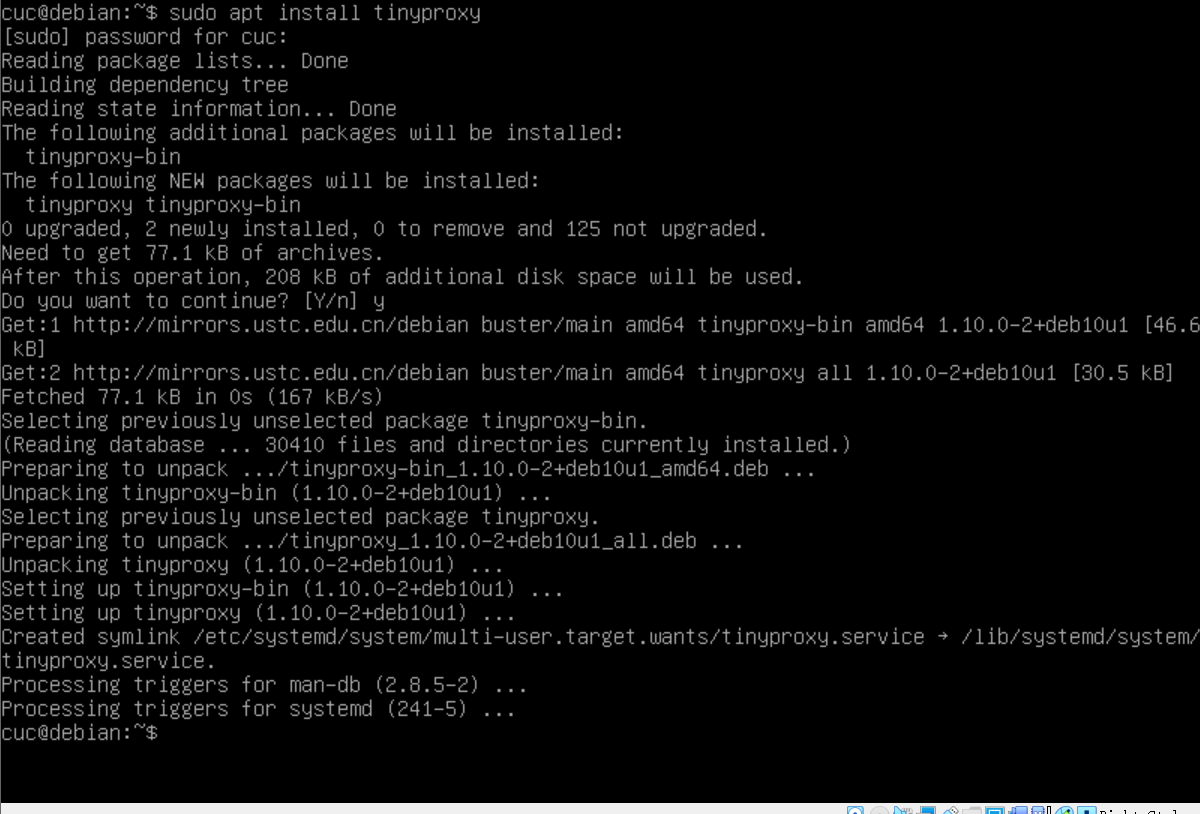 cuc@debian:~$ sudo apt install tinyproxy
[sudo] password for cuc:
Reading package lists... Done
Building dependency tree
Reading state information... Done
The following additional packages will be installed:
  tinyproxy-bin
The following NEW packages will be installed:
  tinyproxy tinyproxy-bin
0 upgraded, 2 newly installed, 0 to remove and 125 not upgraded.
Need to get 77.1 kB of archives.
After this operation, 208 kB of additional disk space will be used.
Do you want to continue? [Y/n] y
Get:1 http://mirrors.ustc.edu.cn/debian buster/main amd64 tinyproxy-bin amd64 1.10.0-2+deb10u1 [46.6
 kB]
Get:2 http://mirrors.ustc.edu.cn/debian buster/main amd64 tinyproxy all 1.10.0-2+deb10u1 [30.5 kB]
Fetched 77.1 kB in 0s (167 kB/s)
Selecting previously unselected package tinyproxy-bin.
(Reading database ... 30410 files and directories currently installed.)
Preparing to unpack .../tinyproxy-bin_1.10.0-2+deb10u1_amd64.deb ...
Unpacking tinyproxy-bin (1.10.0-2+deb10u1) ...
Selecting previously unselected package tinyproxy.
Preparing to unpack .../tinyproxy_1.10.0-2+deb10u1_all.deb ...
Unpacking tinyproxy (1.10.0-2+deb10u1) ...
Setting up tinyproxy-bin (1.10.0-2+deb10u1) ...
Setting up tinyproxy (1.10.0-2+deb10u1) ...
Created symlink /etc/systemd/system/multi-user.target.wants/tinyproxy.service → /lib/systemd/system/
tinyproxy.service.
Processing triggers for man-db (2.8.5-2) ...
Processing triggers for systemd (241-5) ...
cuc@debian:~$